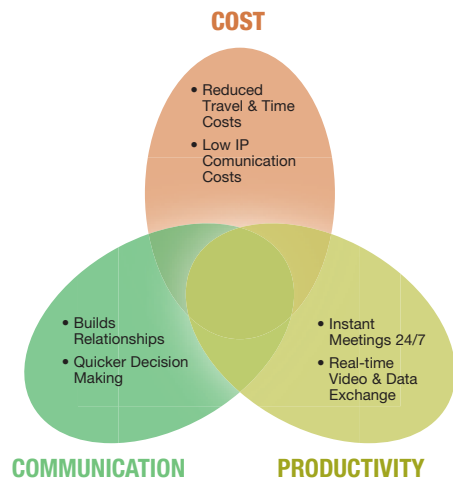 COST
• Reduced
Travel & Time
Costs
• Low IP
Comunication
Costs
• Builds
Relationships
• Quicker Decision
Making
• Instant
Meetings 24/7
• Real-time
Video & Data
Exchange
COMMUNICATION
PRODUCTIVITY